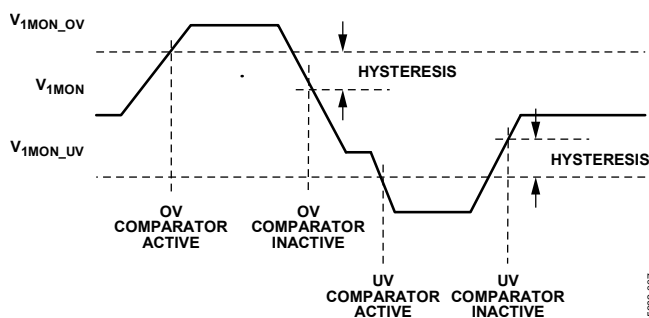 V1MON_OV
HYSTERESIS
V1MON
V1MON_UV
HYSTERESIS
OV
COMPARATOR
ACTIVE
OV
COMPARATOR
INACTIVE
UV
COMPARATOR
ACTIVE
UV
COMPARATOR
INACTIVE